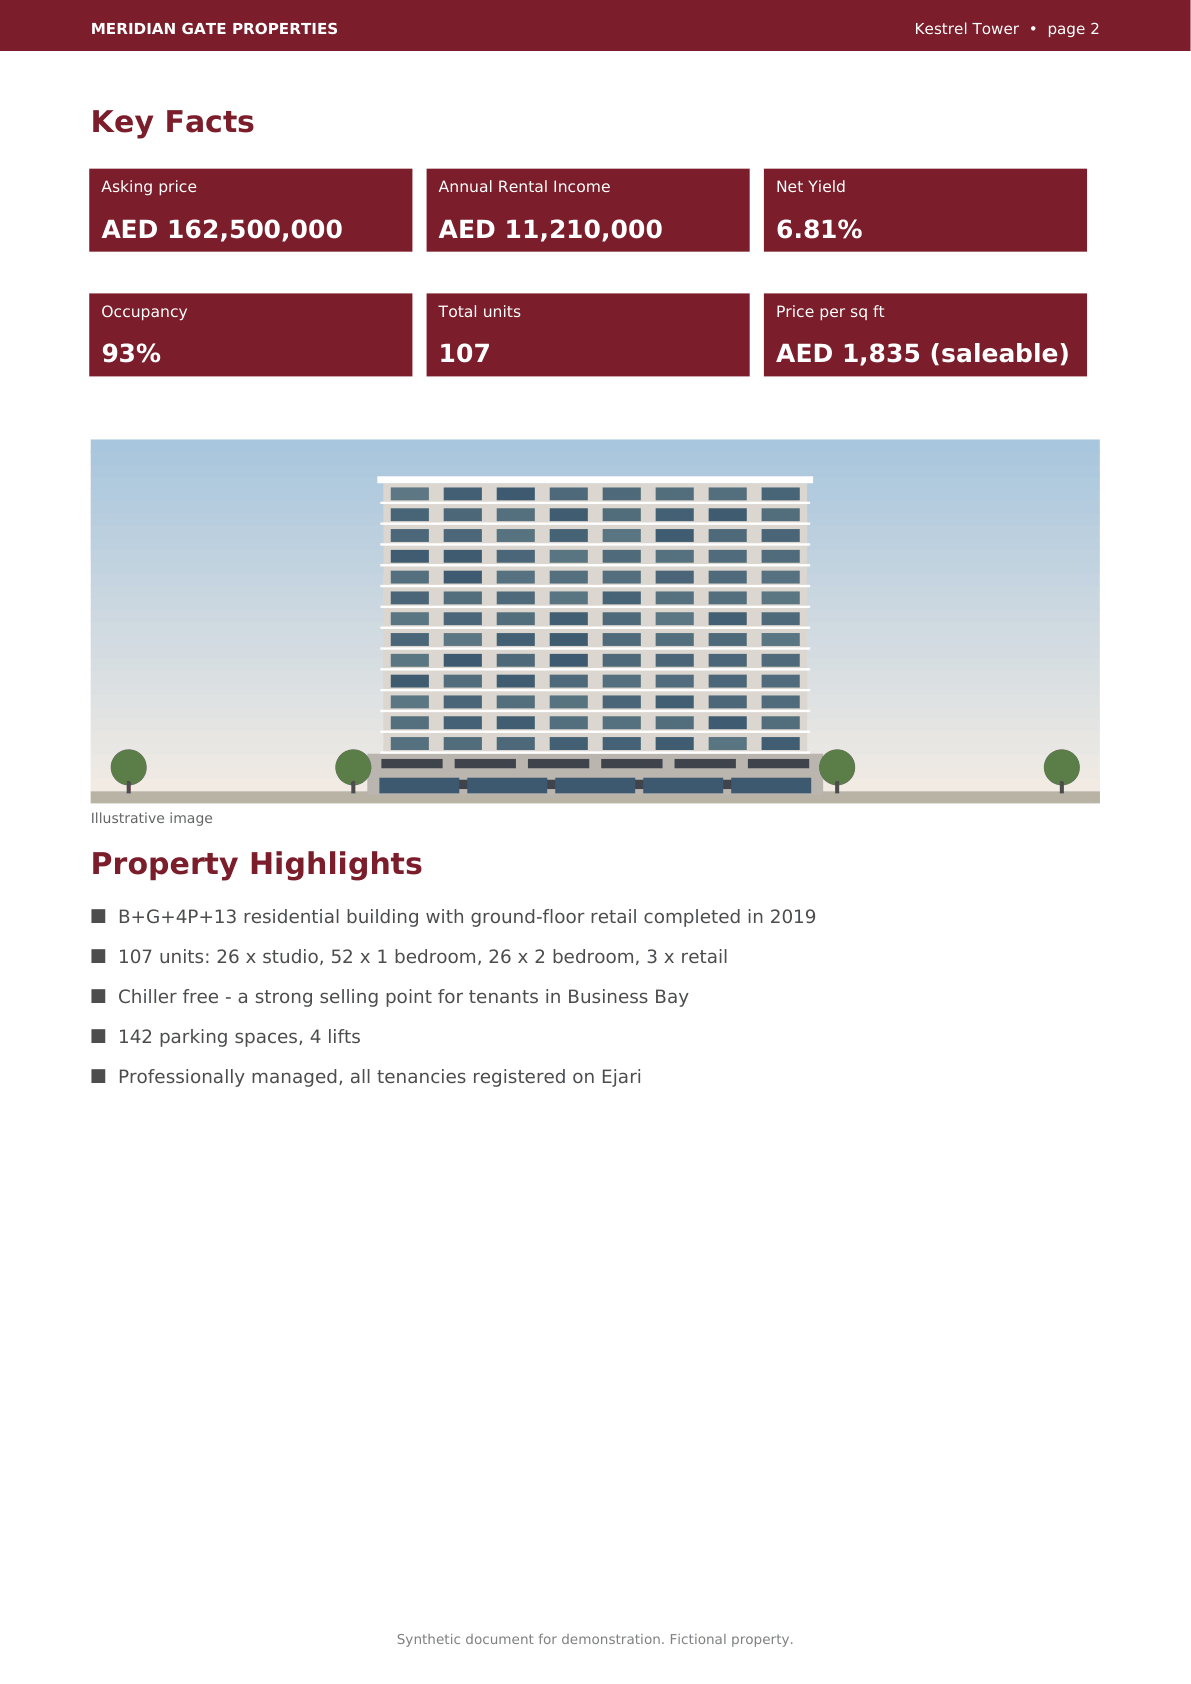 MERIDIAN GATE PROPERTIES
Kestrel Tower • page 2
Key Facts
Asking price
AED 162,500,000
Annual Rental Income
AED 11,210,000
Net Yield
6.81%
Occupancy
93%
Total units
107
Price per sq ft
AED 1,835 (saleable)
Illustrative image
Property Highlights
■ B+G+4P+13 residential building with ground-floor retail completed in 2019
■ 107 units: 26 x studio, 52 x 1 bedroom, 26 x 2 bedroom, 3 x retail
■ Chiller free - a strong selling point for tenants in Business Bay
■ 142 parking spaces, 4 lifts
■ Professionally managed, all tenancies registered on Ejari
Synthetic document for demonstration. Fictional property.